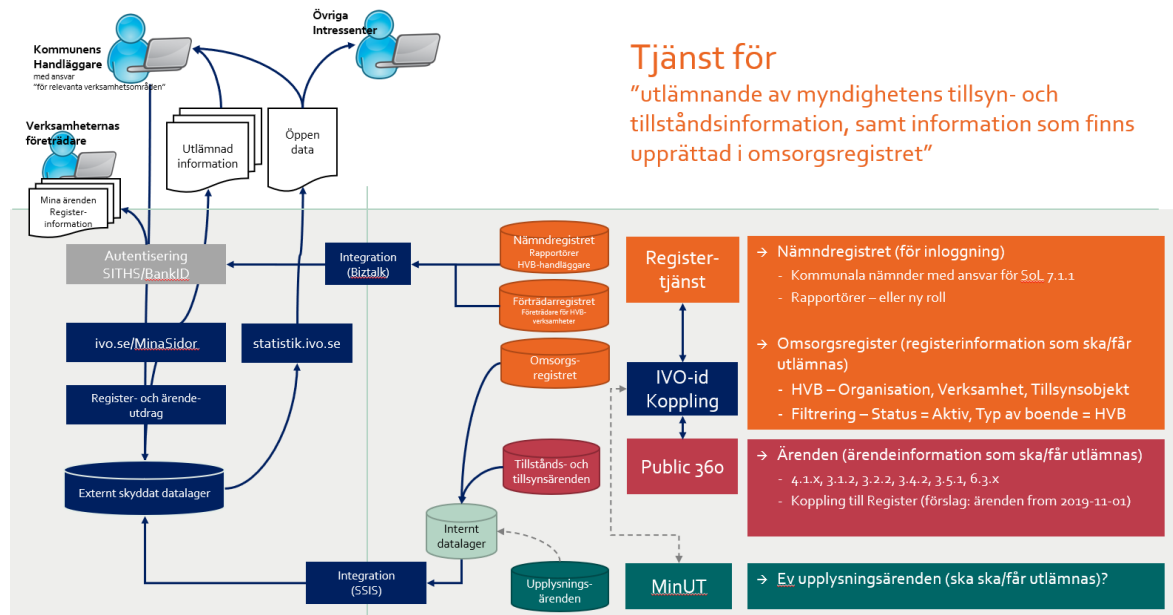 Övriga
Intressenter
Kommunens
Handläggare
med ansvar
"för relevanta verksamhetsområden"
Verksamheternas
företrädare
Mina ärenden
Register-
information
Utlämnad
information
Öppen
data
Tjänst för
"utlämnande av myndighetens tillsyn- och
tillståndsinformation, samt information som finns
upprättad i omsorgsregistret"
Autentisering
SITHS/BankID
Integration
(Biztalk)
Nämndregistret
Rapportörer
HVB-handläggare
Förträdarregistret
Företrädare för HVB-
verksamheter
Omsorgs-
registret
ivo.se/MinaSidor
statistik.ivo.se
Register- och ärende-
utdrag
Externt skyddat datalager
Tillstånds- och
tillsynsärenden
Internt
datalager
Integration
(SSIS)
Upplysnings-
ärenden
Register-
tjänst
IVO-id
Koppling
Public 360
MinUT
→ Nämndregistret (för inloggning)
- Kommunala nämnder med ansvar för SoL 7.1.1
- Rapportörer – eller ny roll
→ Omsorgsregister (registerinformation som ska/får
utlämnas)
- HVB – Organisation, Verksamhet, Tillsynsobjekt
- Filtrering – Status = Aktiv, Typ av boende = HVB
→ Ärenden (ärendeinformation som ska/får utlämnas)
- 4.1.x, 3.1.2, 3.2.2, 3.4.2, 3.5.1, 6.3.x
- Koppling till Register (förslag: ärenden from 2019-11-01)
→ Ev upplysningsärenden (ska ska/får utlämnas)?